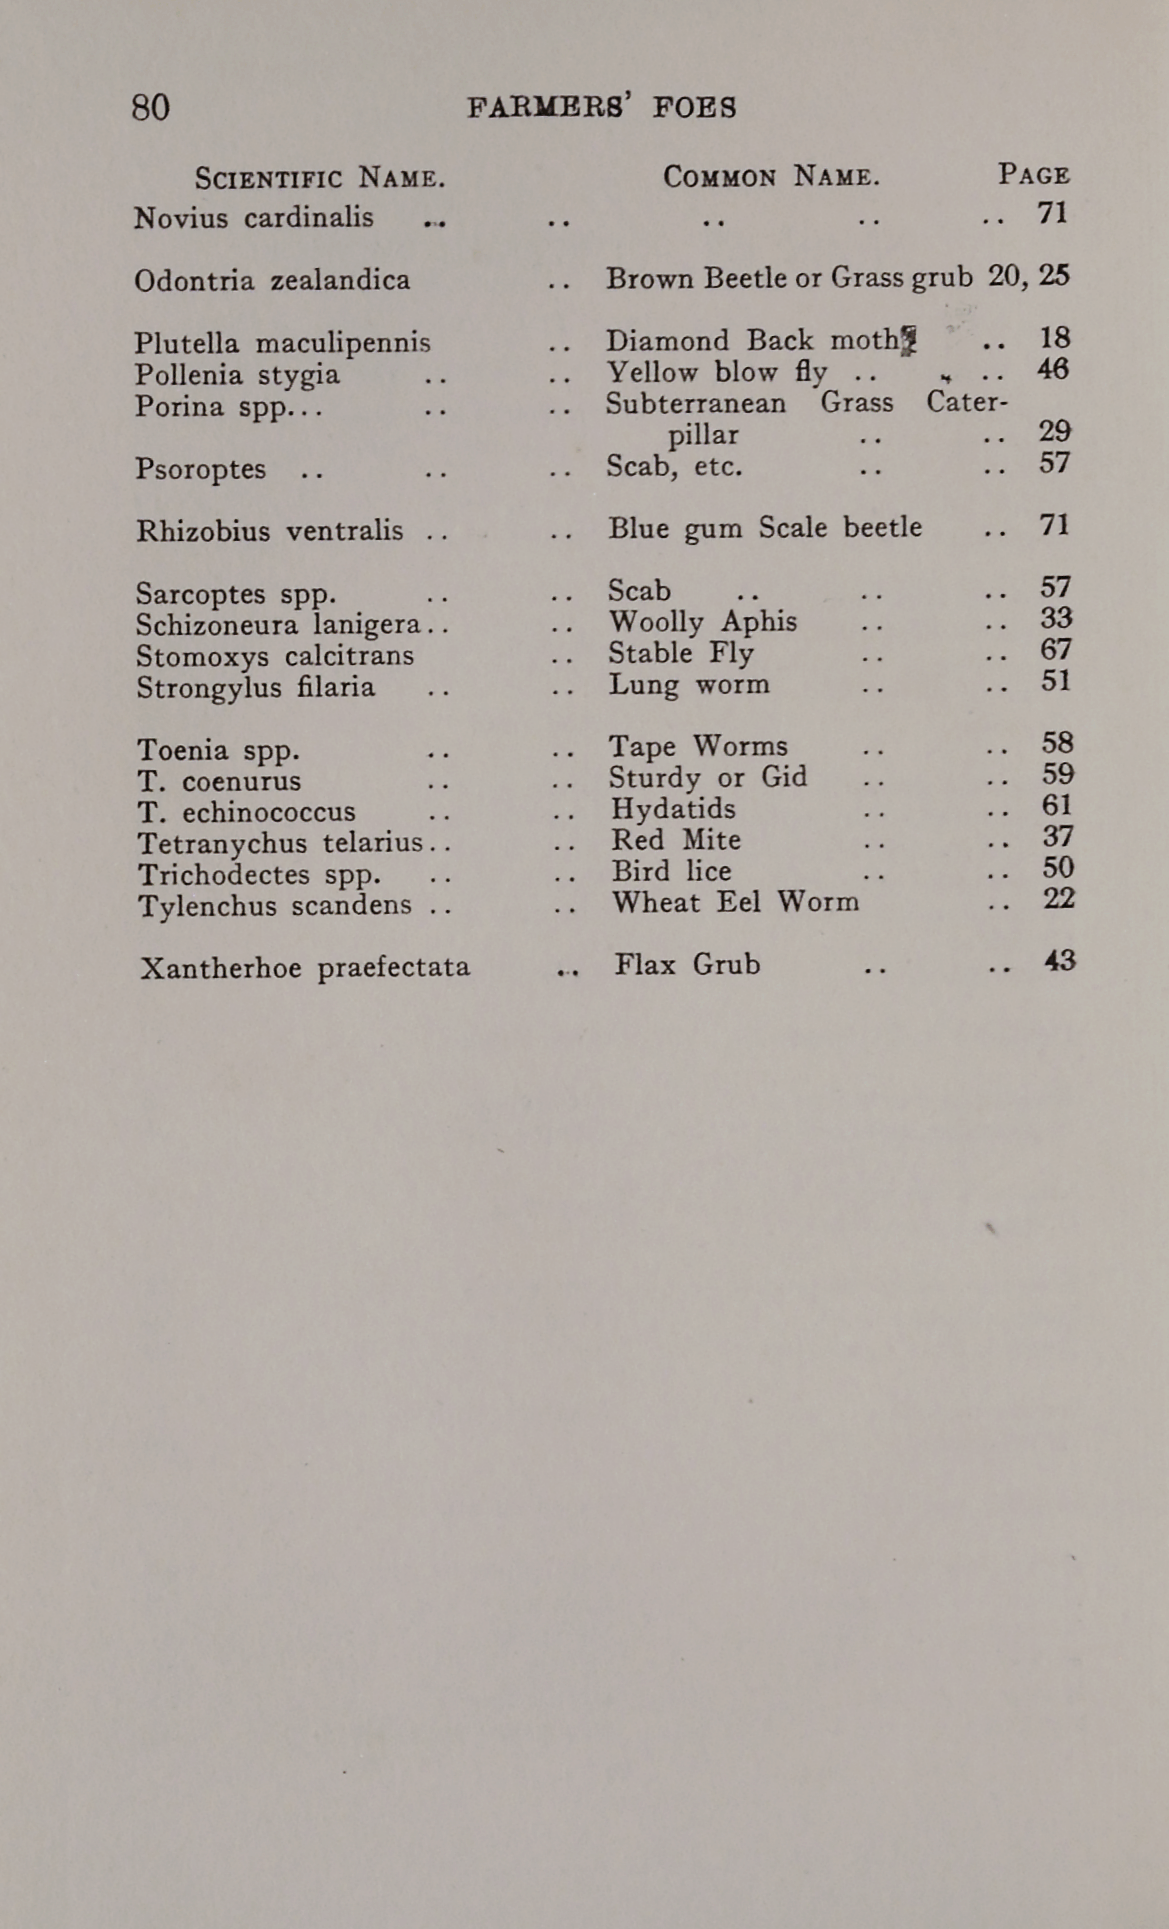 80 FARMERS' FOES
SCIENTIFIC NAME. COMMON NAME. PAGE
Novius cardinalis ... .. .. .. .. 71
Odontria zealandica .. Brown Beetle or Grass grub 20, 25
Plutella maculipennis .. Diamond Back moth .. 18
Pollenia stygia .. .. Yellow blow fly .. .. 46
Porina spp... .. .. Subterranean Grass Cater-
pillar .. .. 29
Psoroptes .. .. .. Scab, etc. .. .. 57
Rhizobius ventralis .. .. Blue gum Scale beetle .. 71
Sarcoptes spp. .. .. Scab .. .. .. 57
Schizoneura lanigera.. .. Woolly Aphis .. .. 33
Stomoxys calcitrans .. Stable Fly .. .. 67
Strongylus filaria .. .. Lung worm .. .. 51
Toenia spp. .. .. Tape Worms .. .. 58
T. coenurus .. .. Sturdy or Gid .. .. 59
T. echinococcus .. .. Hydatids .. .. 61
Tetranychus telarius.. .. Red Mite .. .. 37
Trichodectes spp. .. .. Bird lice .. .. 50
Tylenchus scandens .. .. Wheat Eel Worm .. 22
Xantherhoe praefectata ... Flax Grub .. .. 43